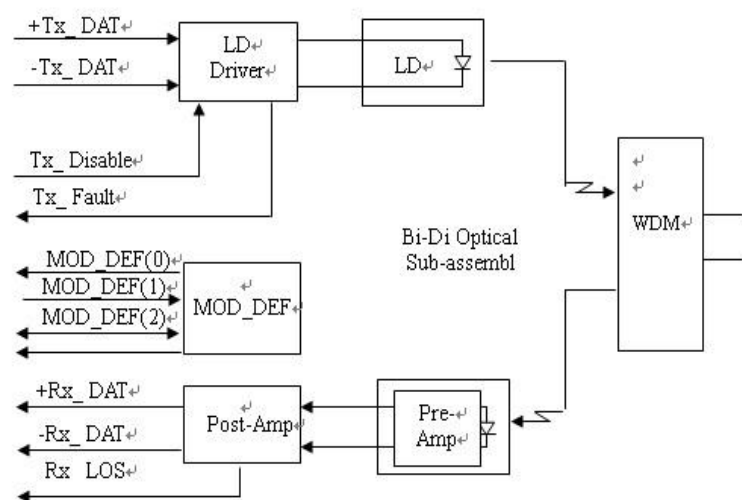 +Tx_DAT
-Tx_DAT
LD
Driver
LD
Tx_Disable
Tx_Fault
WDM
Bi-Di Optical
Sub-assembl
MOD_DEF(0)
MOD_DEF(1)
MOD_DEF(2)
MOD_DEF
+Rx_DAT
-Rx_DAT
Rx LOS
Post-Amp
Pre-
Amp